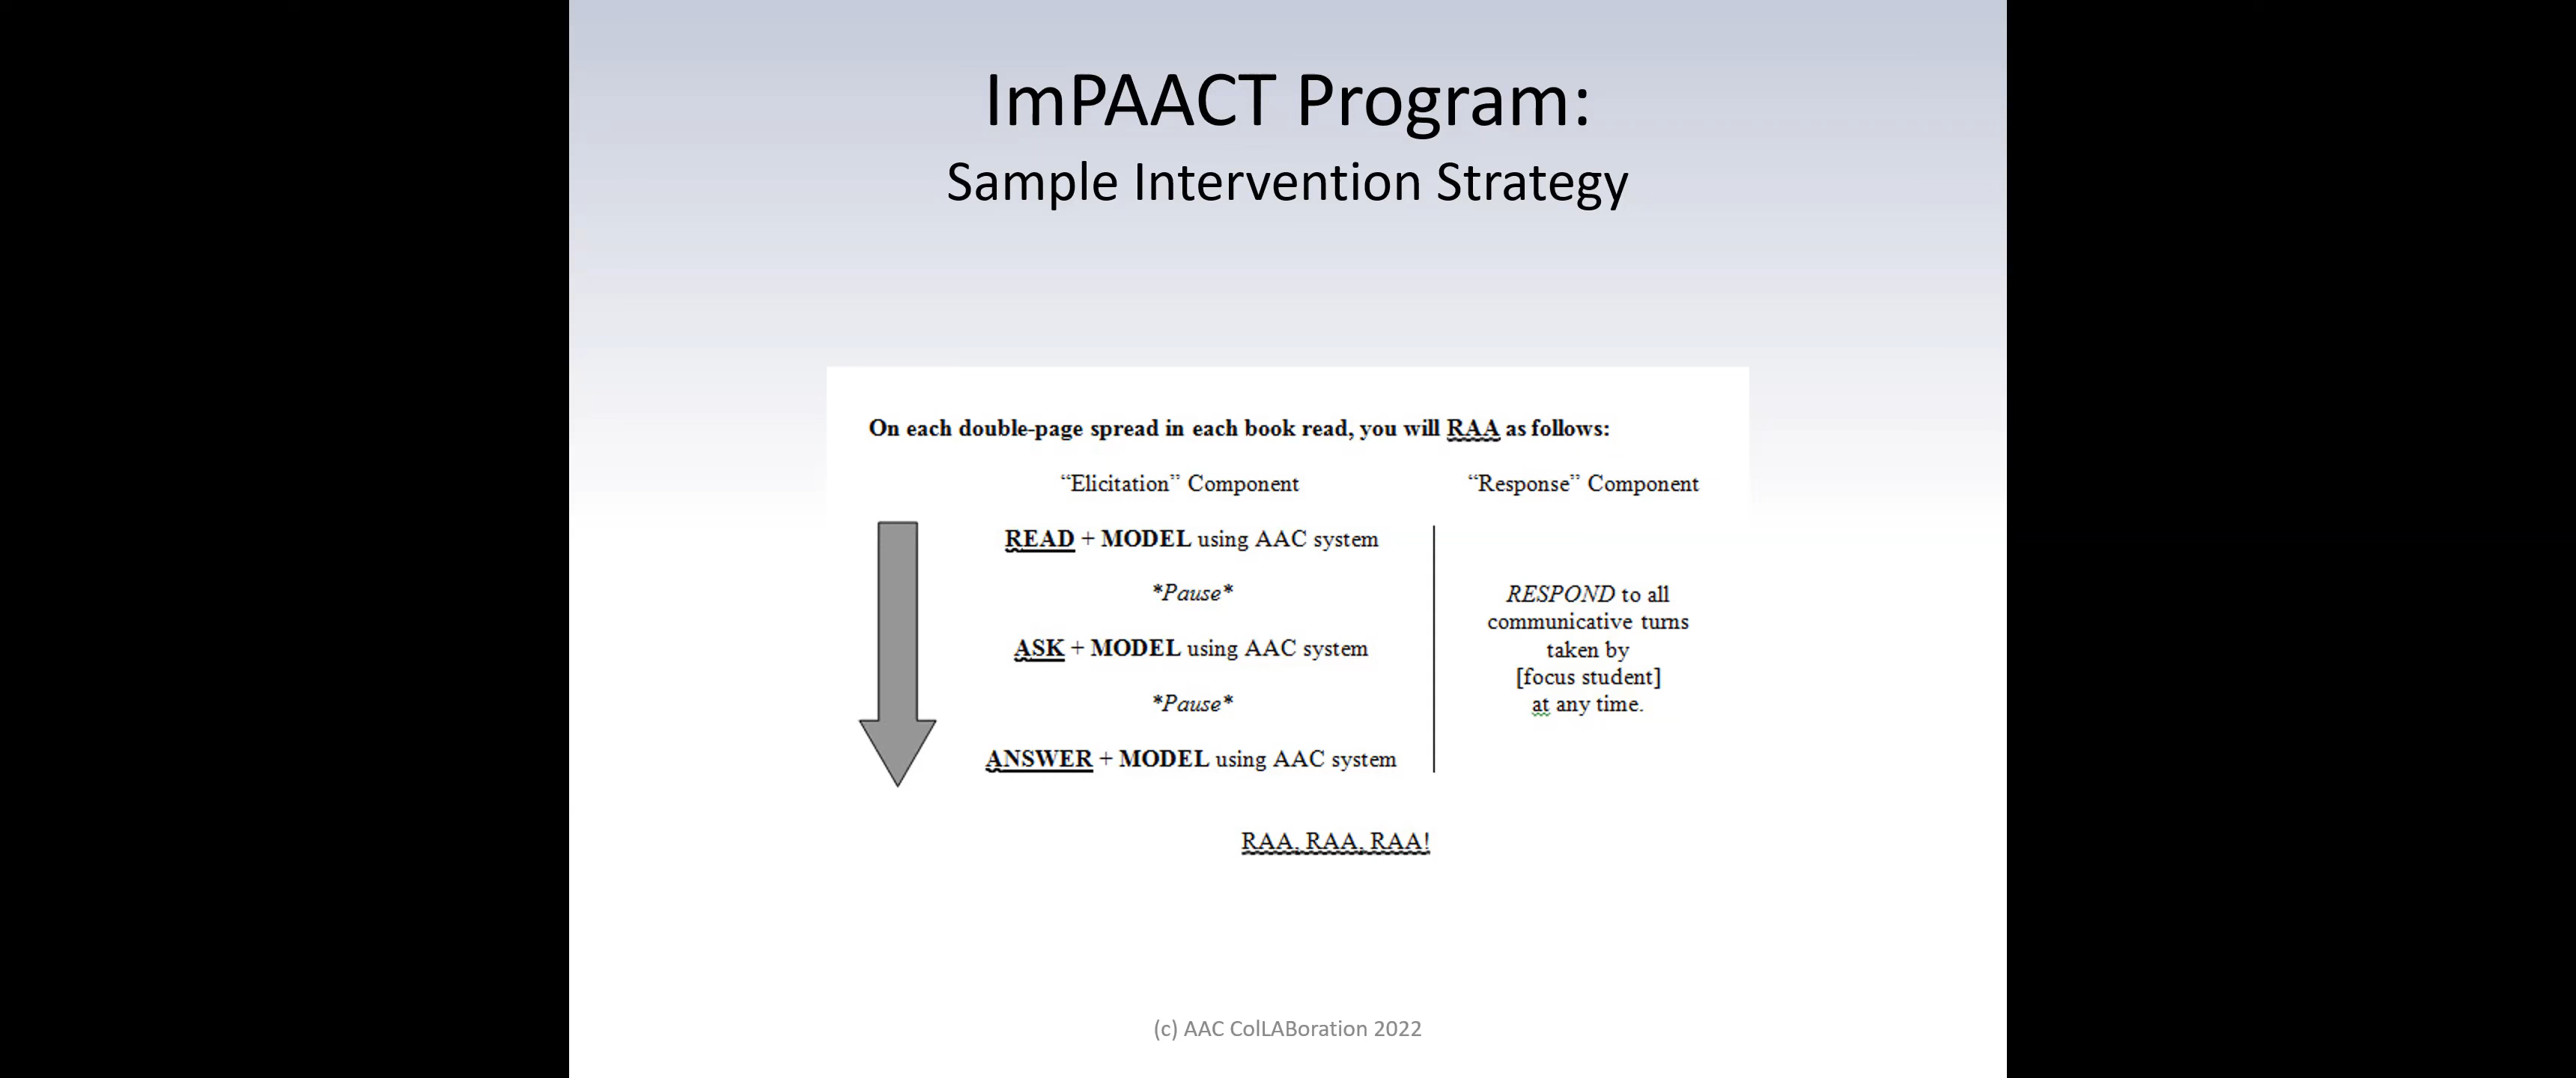 ImPAACT Program:
Sample Intervention Strategy
On each double-page spread in each book read, you will RAA as follows:
“Elicitation” Component
READ + MODEL using AAC system
*Pause*
ASK + MODEL using AAC system
*Pause*
ANSWER + MODEL using AAC system
“Response” Component
RESPOND to all
communicative turns
taken by
[focus student]
at any time.
RAA, RAA, RAA!
(c) AAC ColLABoration 2022